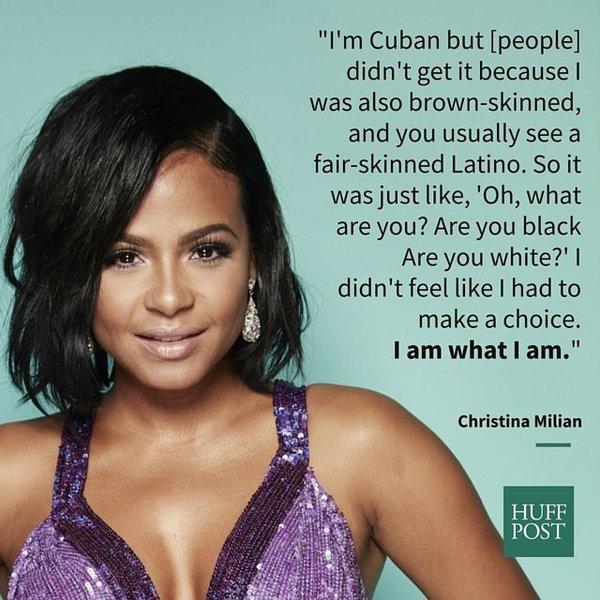 "I'm Cuban but [people]
didn't get it because I
was also brown-skinned,
and you usually see a
fair-skinned Latino. So it
was just like, 'Oh, what
are you? Are you black
Are you white?' I
didn't feel like I had to
make a choice.
I am what I am."
Christina Milian
HUFF
POST